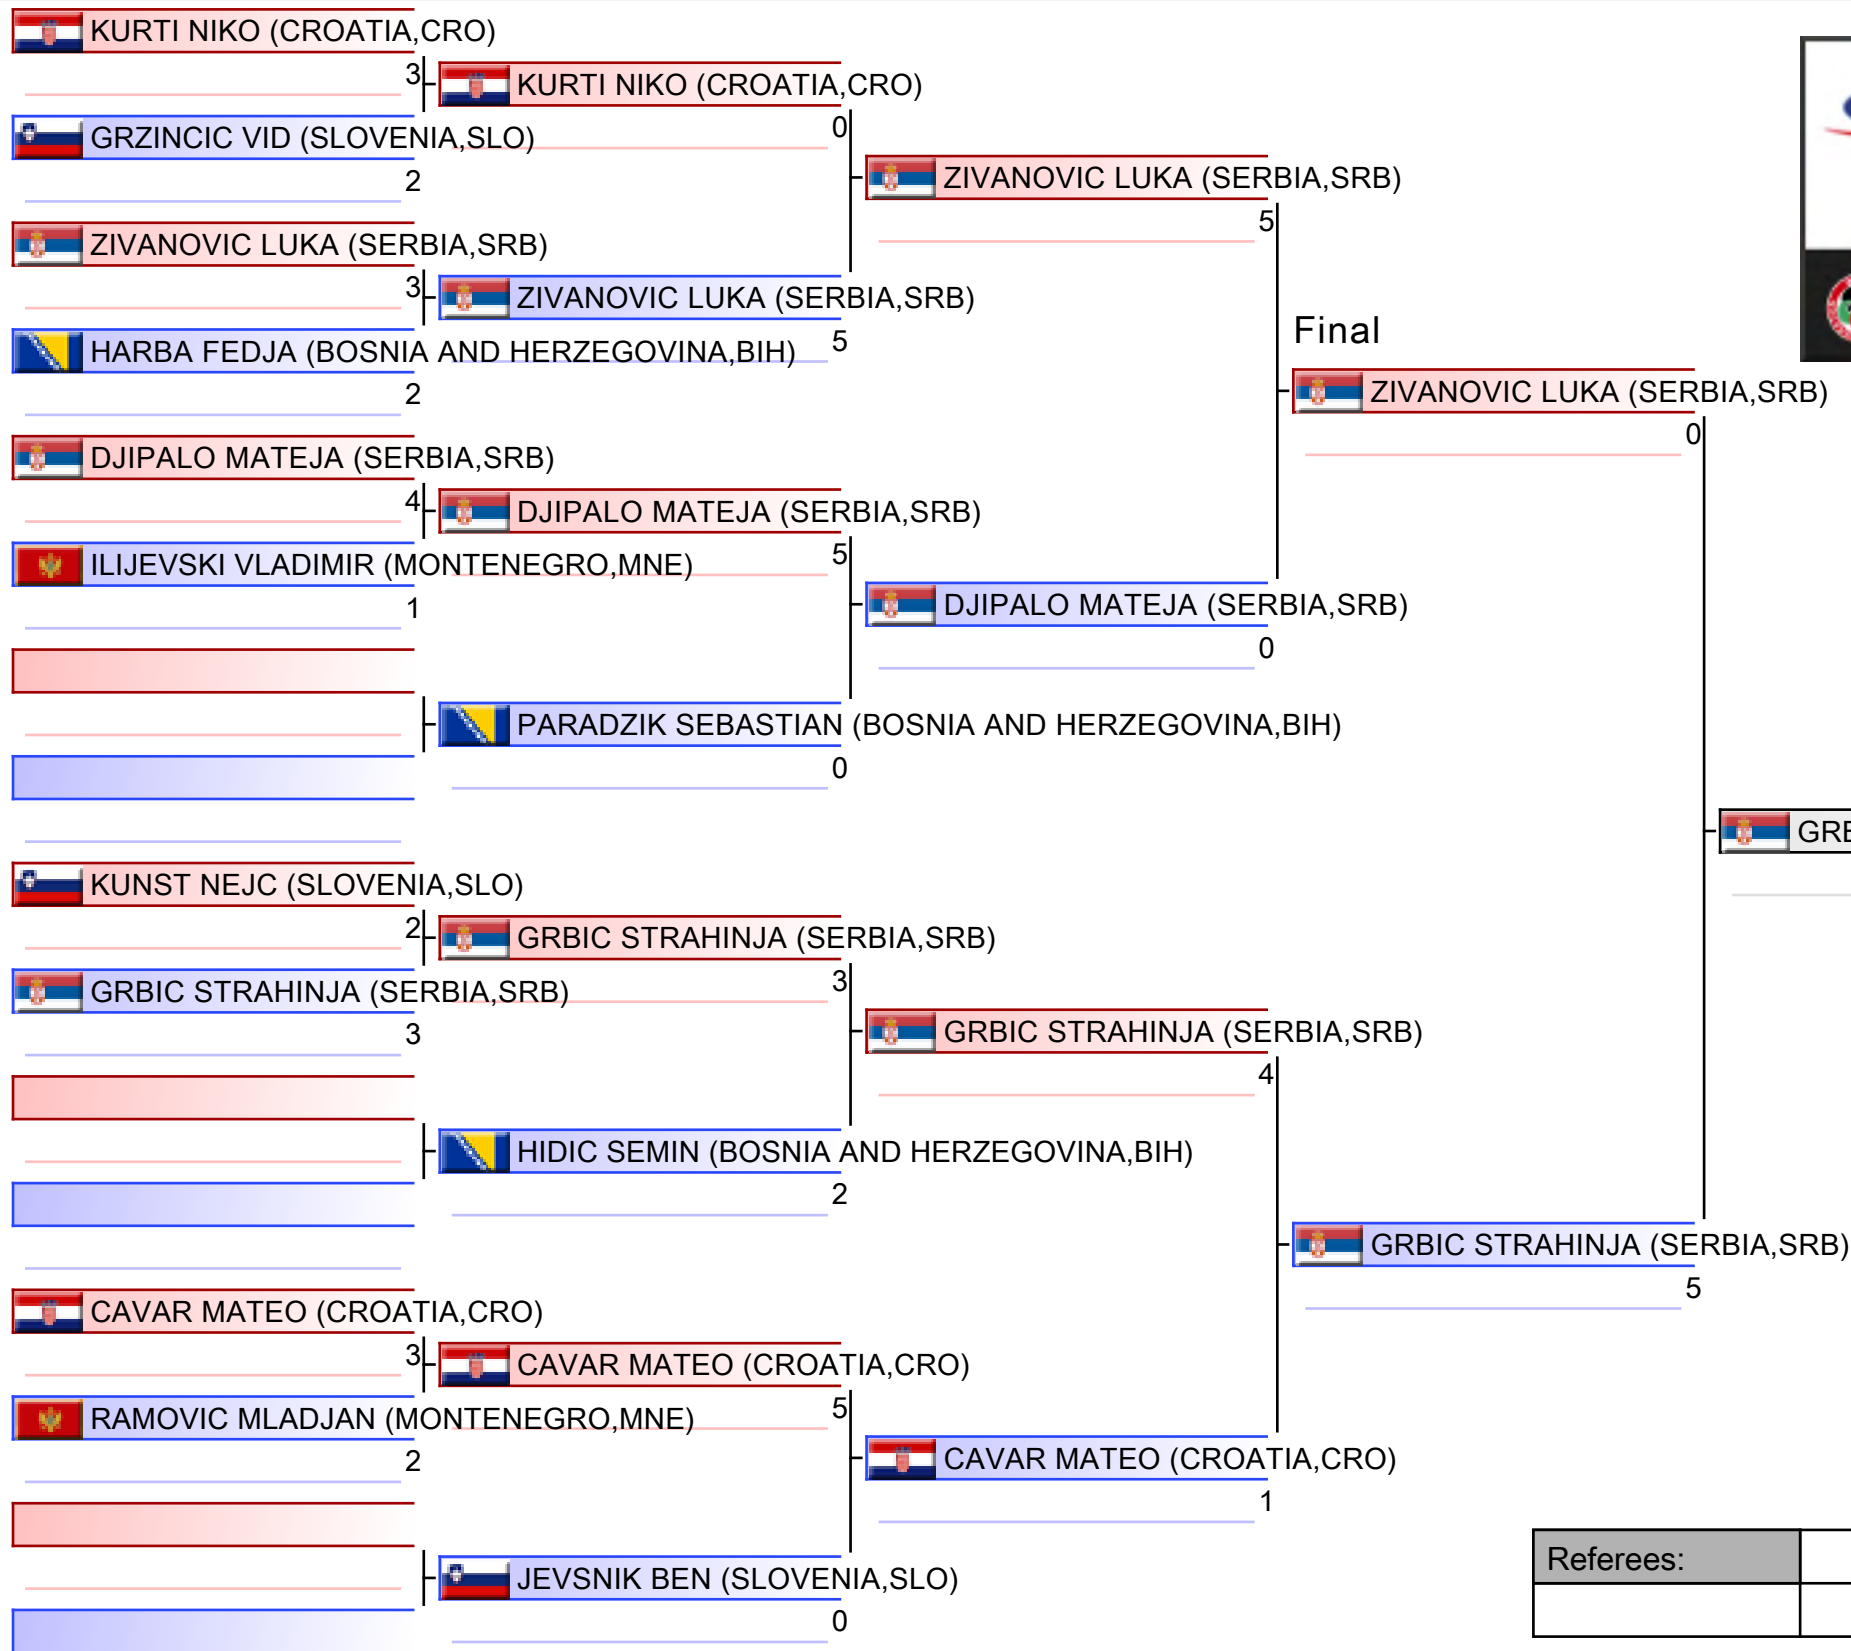 KURTI NIKO (CROATIA,CRO)
3
KURTI NIKO (CROATIA,CRO)
0
GRZINCIC VID (SLOVENIA,SLO)
2
ZIVANOVIC LUKA (SERBIA,SRB)
5
ZIVANOVIC LUKA (SERBIA,SRB)
3
ZIVANOVIC LUKA (SERBIA,SRB)
5
HARBA FEDJA (BOSNIA AND HERZEGOVINA,BIH)
2
Final
ZIVANOVIC LUKA (SERBIA,SRB)
0
DJIPALO MATEJA (SERBIA,SRB)
4
DJIPALO MATEJA (SERBIA,SRB)
5
ILIJEVSKI VLADIMIR (MONTENEGRO,MNE)
1
DJIPALO MATEJA (SERBIA,SRB)
0
PARADZIK SEBASTIAN (BOSNIA AND HERZEGOVINA,BIH)
0
KUNST NEJC (SLOVENIA,SLO)
2
GRBIC STRAHINJA (SERBIA,SRB)
3
GRBIC STRAHINJA (SERBIA,SRB)
3
GRBIC STRAHINJA (SERBIA,SRB)
4
HIDIC SEMIN (BOSNIA AND HERZEGOVINA,BIH)
2
GRBIC STRAHINJA (SERBIA,SRB)
5
CAVAR MATEO (CROATIA,CRO)
3
CAVAR MATEO (CROATIA,CRO)
5
RAMOVIC MLADJAN (MONTENEGRO,MNE)
2
CAVAR MATEO (CROATIA,CRO)
1
JEVSNIK BEN (SLOVENIA,SLO)
0
Referees: